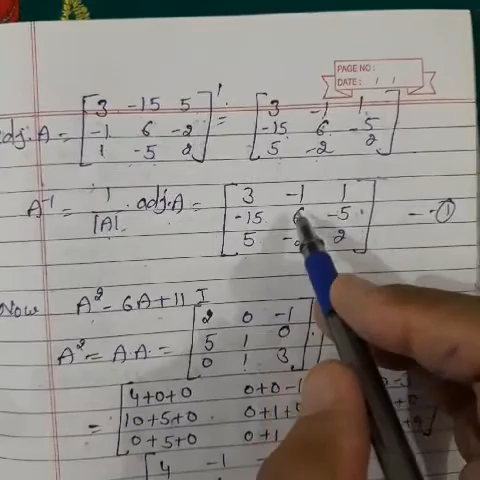 PAGE NO:
DATE: / /
adj. A = [3 -15 5; -1 6 -2; 1 -5 2]' = [3 -1 1; -15 6 -5; 5 -2 2]
A⁻¹ = 1/|A| . adj. A = [3 -1 1; -15 6 -5; 5 -2 2] — ①
Now A² - 6A + 11 I
A² = A.A. = [2 0 -1; 5 1 0; 0 1 3]
= [4+0+0 0+0-1; 10+5+0 0+1+; 0+5+0 0+1]
[4 -1